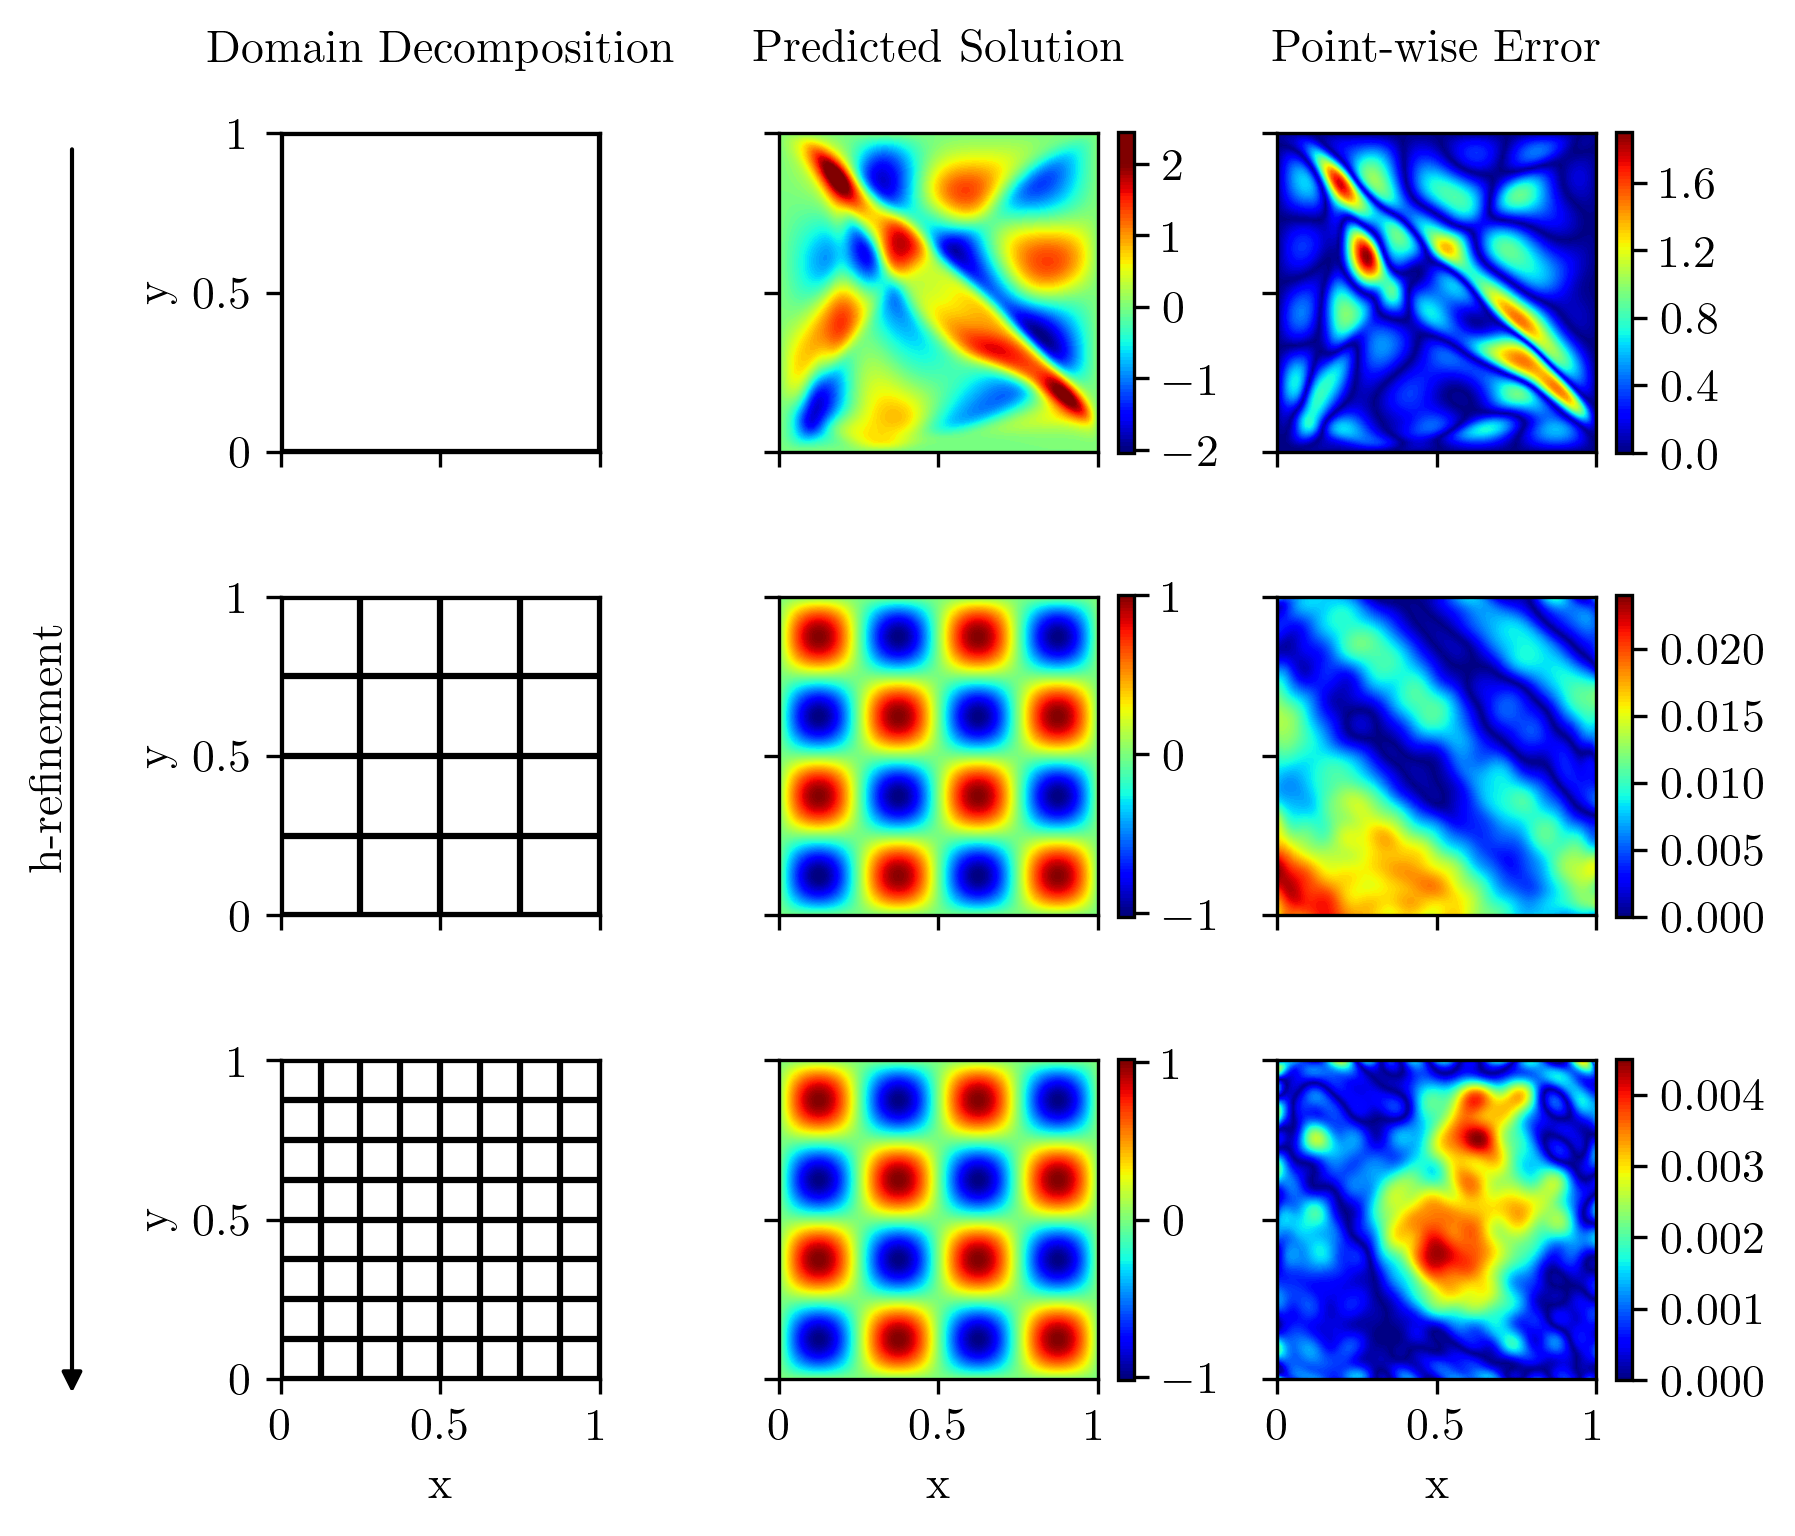 Domain Decomposition
Predicted Solution
Point-wise Error
h-refinement
1
y 0.5
0
2
1
0
−1
−2
1.6
1.2
0.8
0.4
0.0
1
y 0.5
0
1
0
−1
0.020
0.015
0.010
0.005
0.000
1
y 0.5
0
0 0.5 1
x
1
0
−1
0 0.5 1
x
0.004
0.003
0.002
0.001
0.000
0 0.5 1
x